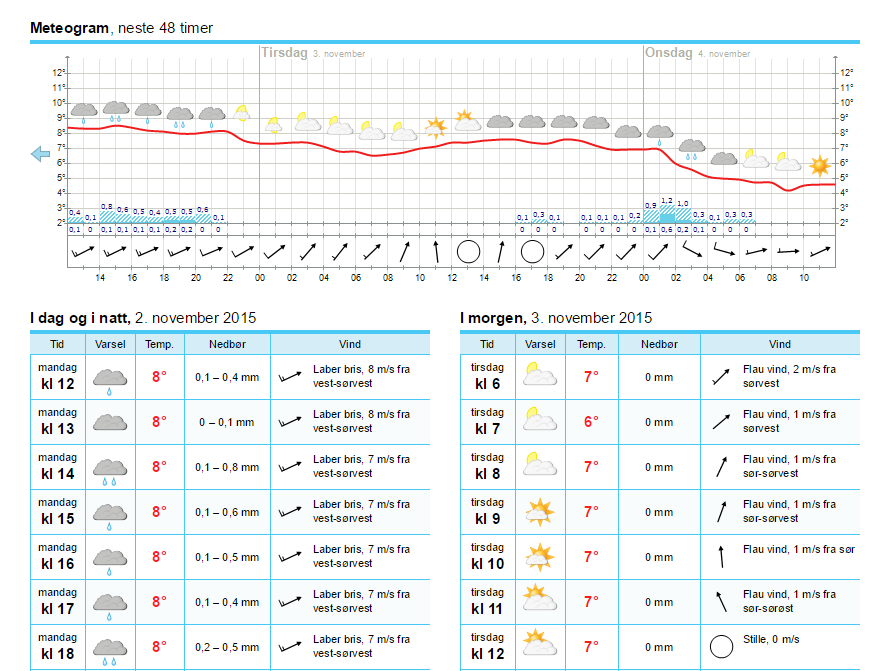 Meteogram, neste 48 timer
Tirsdag 3. november Onsdag 4. november
12° 12°
11° 11°
10° 10°
9° 9°
8° 8°
7° 7°
6° 6°
5° 5°
4° 4°
3° 3°
2° 2°
0,4 0,1 0,8 0,6 0,5 0,4 0,5 0,5 0,6 0,1 0,1 0,3 0,1 0,1 0,1 0,1 0,2 0,9 1,2 1,0 0,3 0,1 0,3 0,3
0,1 0 0,1 0,1 0,1 0,1 0,2 0,2 0 0 0 0 0 0 0 0 0 0,1 0,6 0,2 0 0 0 0
14 16 18 20 22 00 02 04 06 08 10 12 14 16 18 20 22 00 02 04 06 08 10
I dag og i natt, 2. november 2015
Tid Varsel Temp. Nedbør Vind
mandag
kl 12 8° 0,1 – 0,4 mm Laber bris, 8 m/s fra
vest-sørvest
mandag
kl 13 8° 0 – 0,1 mm Laber bris, 8 m/s fra
vest-sørvest
mandag
kl 14 8° 0,1 – 0,8 mm Laber bris, 7 m/s fra
vest-sørvest
mandag
kl 15 8° 0,1 – 0,6 mm Laber bris, 7 m/s fra
vest-sørvest
mandag
kl 16 8° 0,1 – 0,5 mm Laber bris, 7 m/s fra
vest-sørvest
mandag
kl 17 8° 0,1 – 0,4 mm Laber bris, 7 m/s fra
vest-sørvest
mandag
kl 18 8° 0,2 – 0,5 mm Laber bris, 7 m/s fra
vest-sørvest
I morgen, 3. november 2015
Tid Varsel Temp. Nedbør Vind
tirsdag
kl 6 7° 0 mm Flau vind, 2 m/s fra
sørvest
tirsdag
kl 7 6° 0 mm Flau vind, 1 m/s fra
sørvest
tirsdag
kl 8 7° 0 mm Flau vind, 1 m/s fra
sør-sørvest
tirsdag
kl 9 7° 0 mm Flau vind, 1 m/s fra
sør-sørvest
tirsdag
kl 10 7° 0 mm Flau vind, 1 m/s fra sør
tirsdag
kl 11 7° 0 mm Flau vind, 1 m/s fra
sør-sørøst
tirsdag
kl 12 7° 0 mm Stille, 0 m/s